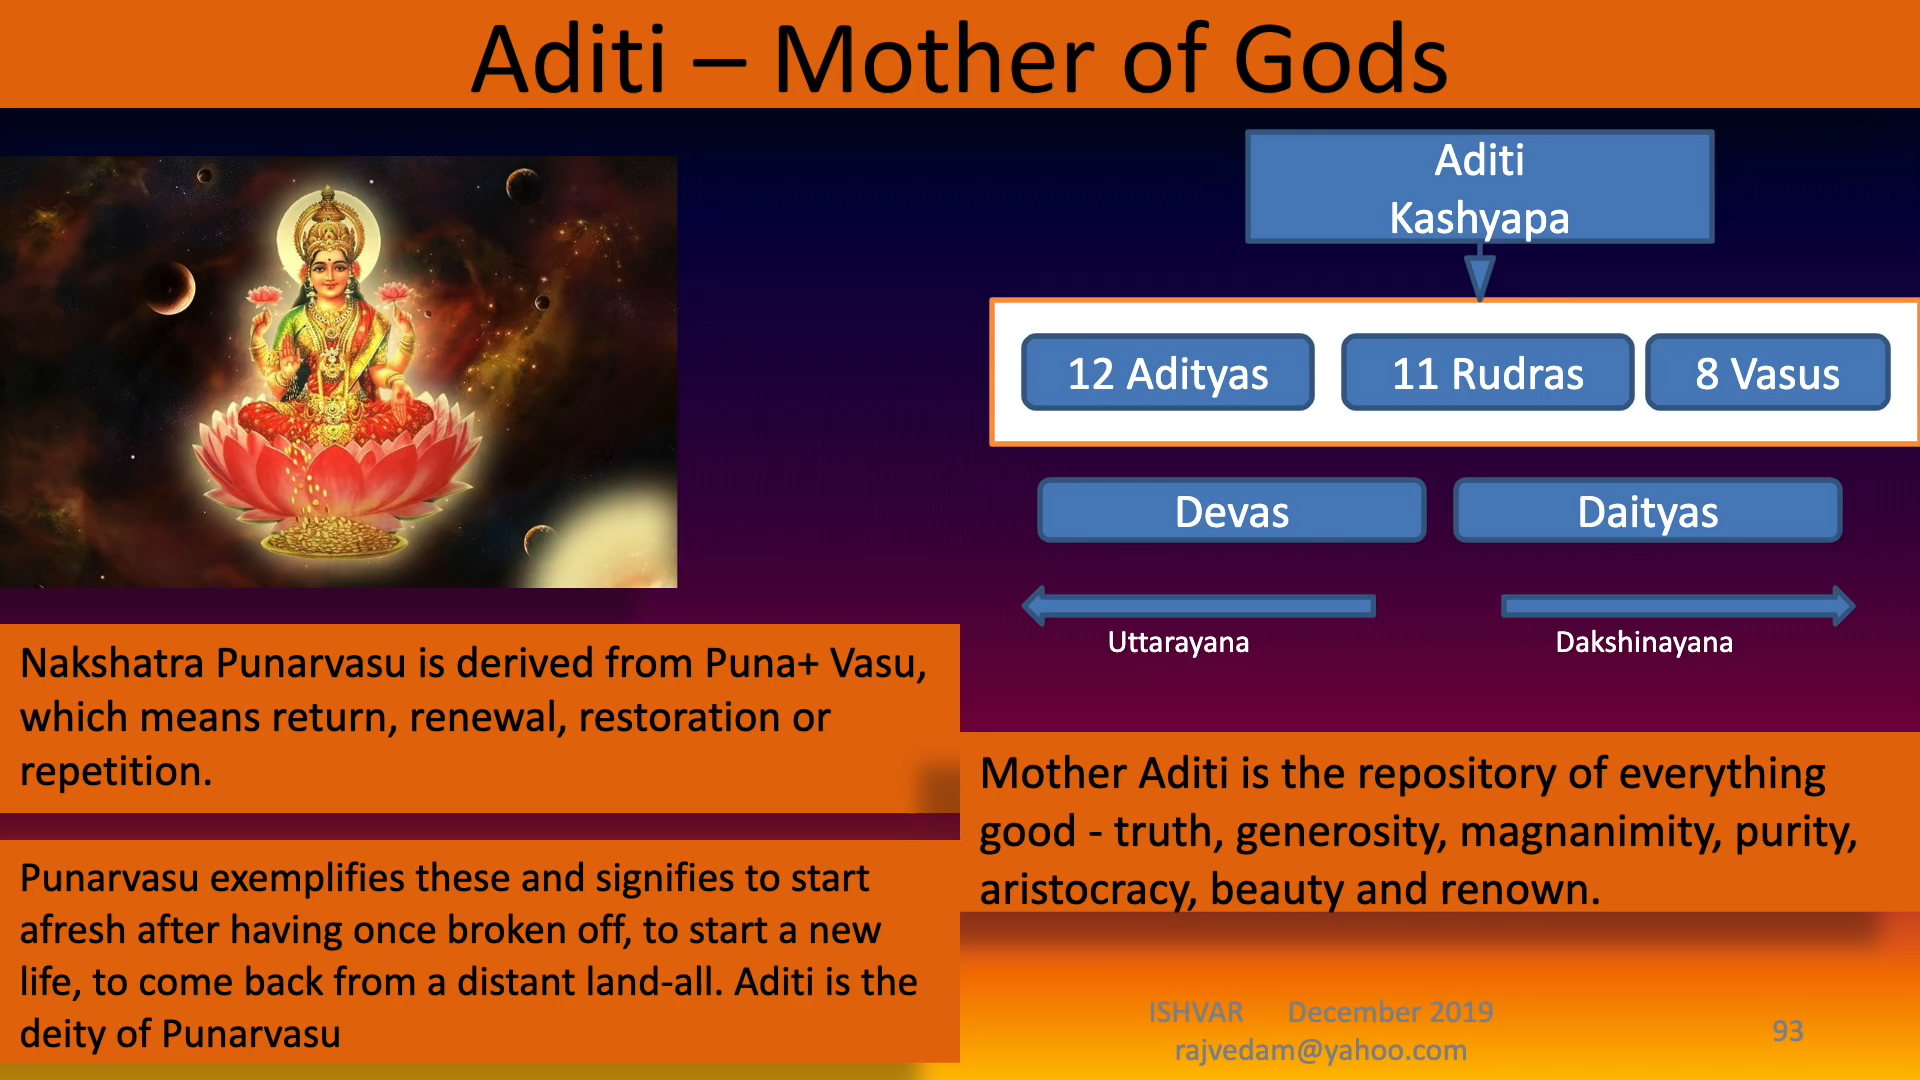 Aditi – Mother of Gods
Aditi
Kashyapa
12 Adityas
11 Rudras
8 Vasus
Devas
Daityas
Uttarayana
Dakshinayana
Nakshatra Punarvasu is derived from Puna+ Vasu,
which means return, renewal, restoration or
repetition.
Punarvasu exemplifies these and signifies to start
afresh after having once broken off, to start a new
life, to come back from a distant land-all. Aditi is the
deity of Punarvasu
Mother Aditi is the repository of everything
good - truth, generosity, magnanimity, purity,
aristocracy, beauty and renown.
ISHVAR December 2019
rajvedam@yahoo.com
93